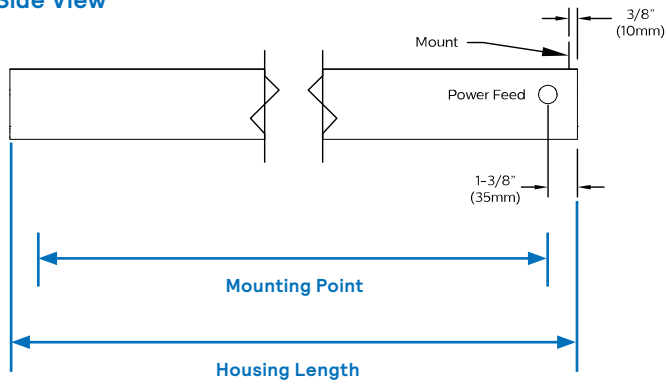 Side View
3/8"
(10mm)
Mount
Power Feed
1-3/8"
(35mm)
Mounting Point
Housing Length